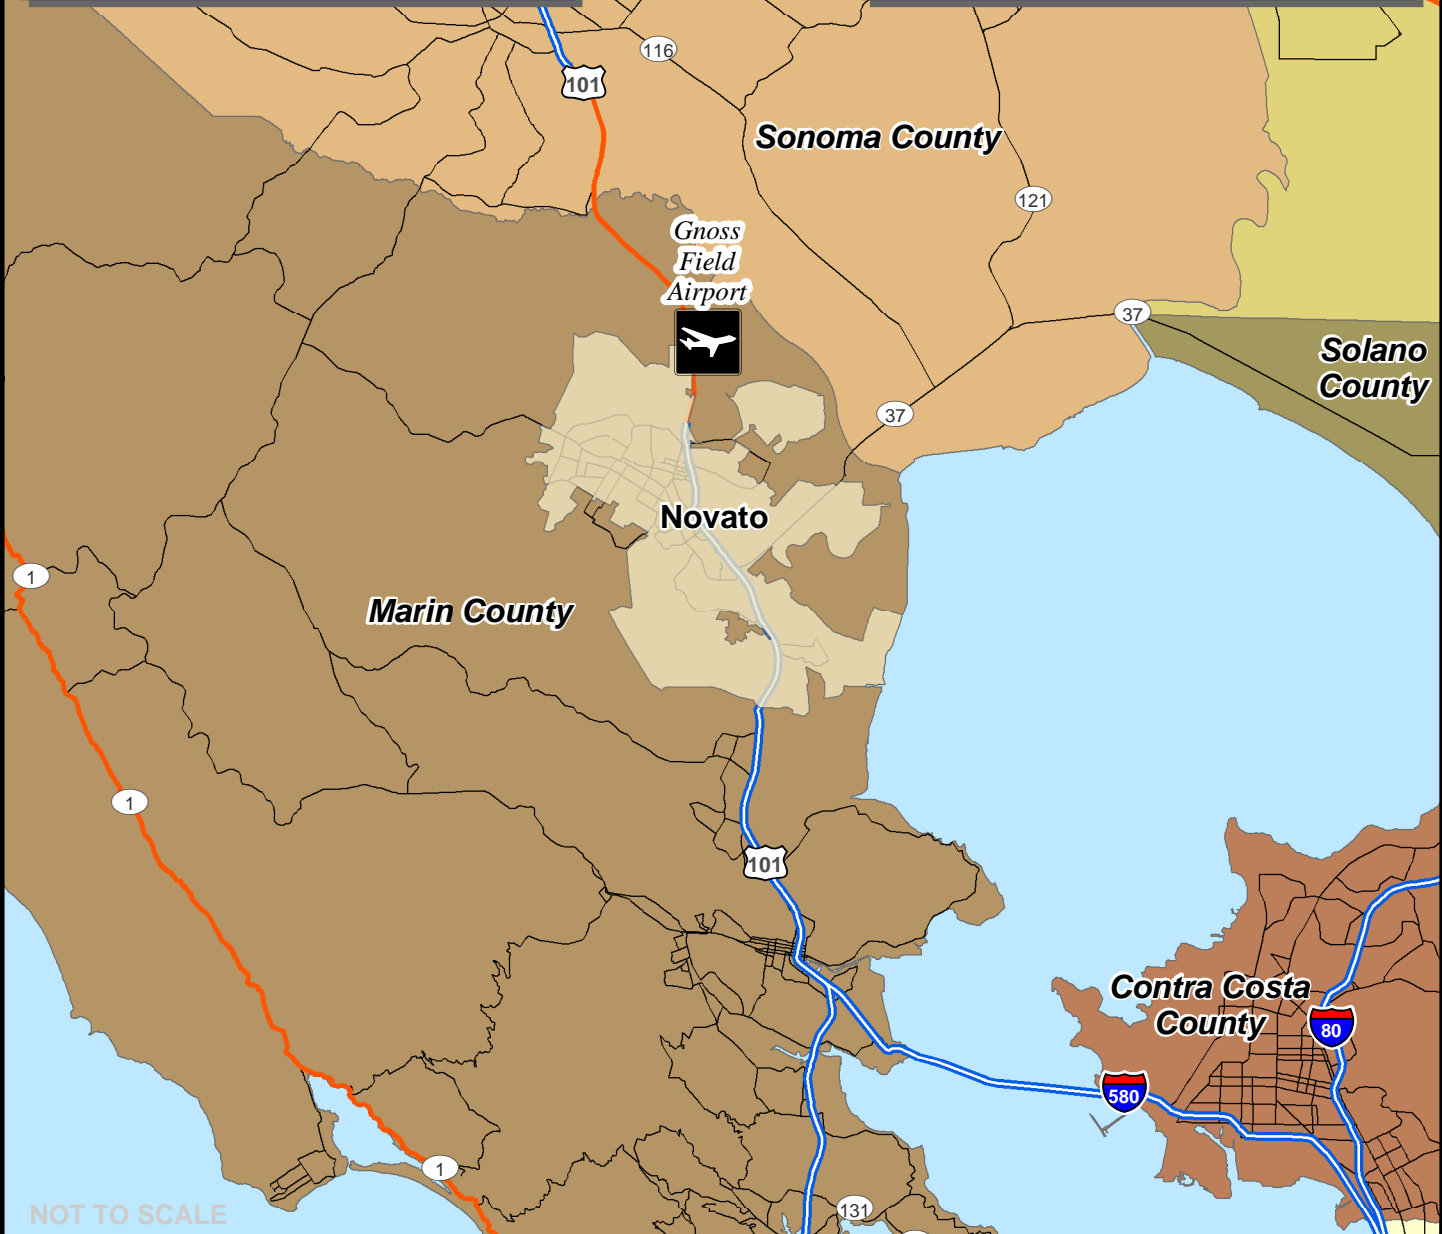 116
101
Sonoma County
121
Gnoss
Field
Airport
37
Solano
County
37
Novato
1
Marin County
1
101
Contra Costa
County
80
580
1
131
NOT TO SCALE